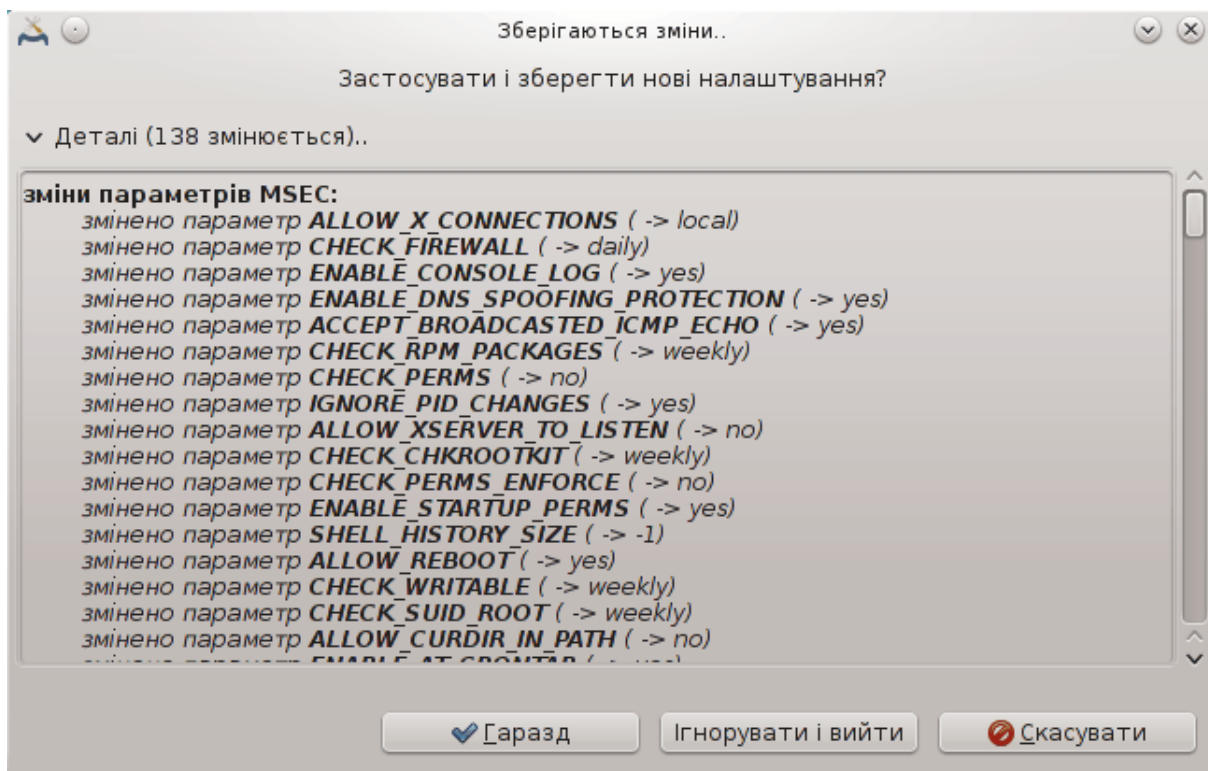 Зберігаються зміни..
Застосувати і зберегти нові налаштування?
Деталі (138 змінюється)..
зміни параметрів MSEC:
змінено параметр ALLOW_X_CONNECTIONS ( -> local)
змінено параметр CHECK_FIREWALL ( -> daily)
змінено параметр ENABLE_CONSOLE_LOG ( -> yes)
змінено параметр ENABLE_DNS_SPOOFING_PROTECTION ( -> yes)
змінено параметр ACCEPT_BROADCASTED_ICMP_ECHO ( -> yes)
змінено параметр CHECK_RPM_PACKAGES ( -> weekly)
змінено параметр CHECK_PERMS ( -> no)
змінено параметр IGNORE_PID_CHANGES ( -> yes)
змінено параметр ALLOW_XSERVER_TO_LISTEN ( -> no)
змінено параметр CHECK_CHKROOTKIT ( -> weekly)
змінено параметр CHECK_PERMS_ENFORCE ( -> no)
змінено параметр ENABLE_STARTUP_PERMS ( -> yes)
змінено параметр SHELL_HISTORY_SIZE ( -> -1)
змінено параметр ALLOW_REBOOT ( -> yes)
змінено параметр CHECK_WRITABLE ( -> weekly)
змінено параметр CHECK_SUID_ROOT ( -> weekly)
змінено параметр ALLOW_CURDIR_IN_PATH ( -> no)
Гаразд
Ігнорувати і вийти
Скасувати